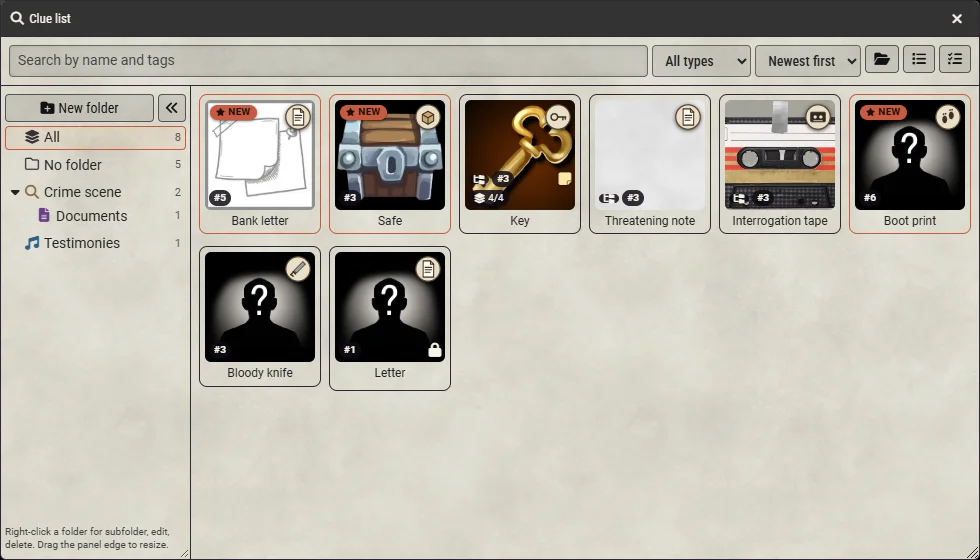 Clue list
Search by name and tags
All types
Newest first
New folder
All 8
No folder 5
Crime scene 2
Documents 1
Testimonies 1
Right-click a folder for subfolder, edit,
delete. Drag the panel edge to resize.
NEW
#5
Bank letter
NEW
#3
Safe
#3
4/4
Key
#3
Threatening note
#3
Interrogation tape
NEW
?
#6
Boot print
?
#3
Bloody knife
?
#1
Letter